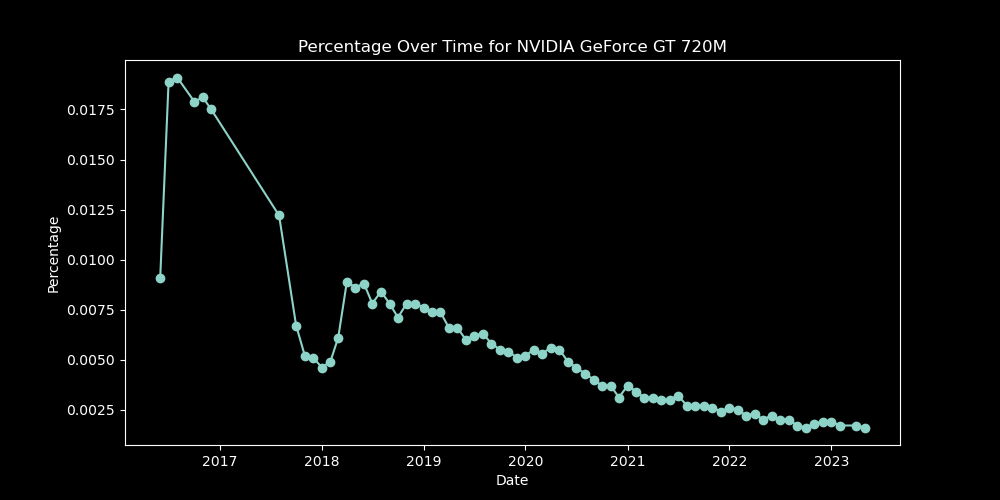 Percentage Over Time for NVIDIA GeForce GT 720M
Percentage
0.0175
0.0150
0.0125
0.0100
0.0075
0.0050
0.0025
2017 2018 2019 2020 2021 2022 2023
Date